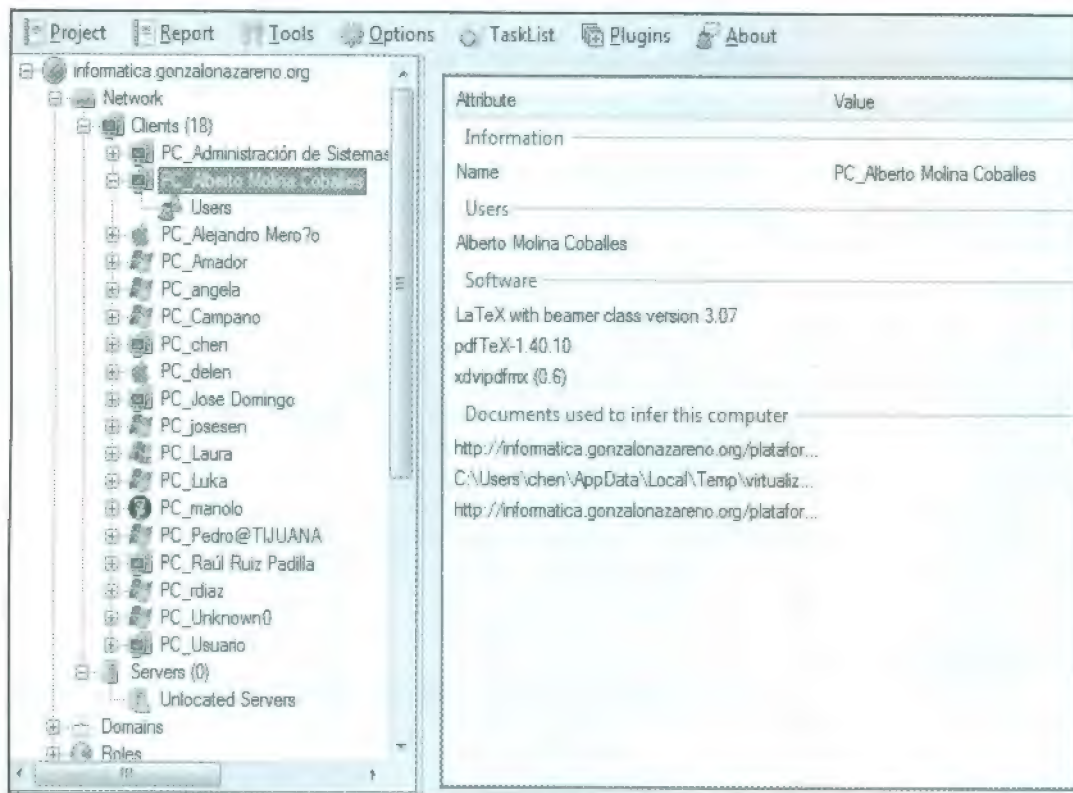 Project Report Tools Options TaskList Plugins About
informatica.gonzalonazareno.org
Network
Clients (18)
PC_Administración de Sistemas
PC_Alberto Molina Coballes
Users
PC_Alejandro Mero?o
PC_Amador
PC_angela
PC_Campano
PC_chen
PC_delen
PC_Jose Domingo
PC_josesen
PC_Laura
PC_Luka
PC_manolo
PC_Pedro@TIJUANA
PC_Raúl Ruiz Padilla
PC_rdiaz
PC_Unknown0
PC_Usuario
Servers (0)
Unlocated Servers
Domains
Roles
Attribute Value
Information
Name PC_Alberto Molina Coballes
Users
Alberto Molina Coballes
Software
LaTeX with beamer class version 3.07
pdfTeX-1.40.10
xdvipdfmx (0.6)
Documents used to infer this computer
http://informatica.gonzalonazareno.org/platafor...
C:\Users\chen\AppData\Local\Temp\virtualiz...
http://informatica.gonzalonazareno.org/platafor...